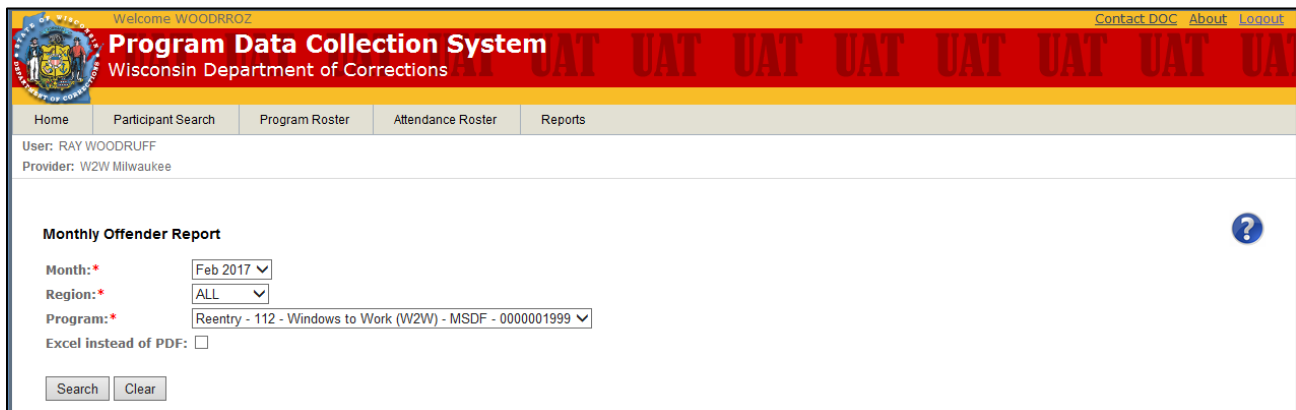 Welcome WOODRROZ
Contact DOC About Logout
Program Data Collection System
Wisconsin Department of Corrections
UAT UAT UAT UAT UAT UAT UAT UA
Home Participant Search Program Roster Attendance Roster Reports
User: RAY WOODRUFF
Provider: W2W Milwaukee
Monthly Offender Report
?
Month:* Feb 2017
Region:* ALL
Program:* Reentry - 112 - Windows to Work (W2W) - MSDF - 0000001999
Excel instead of PDF:
Search Clear